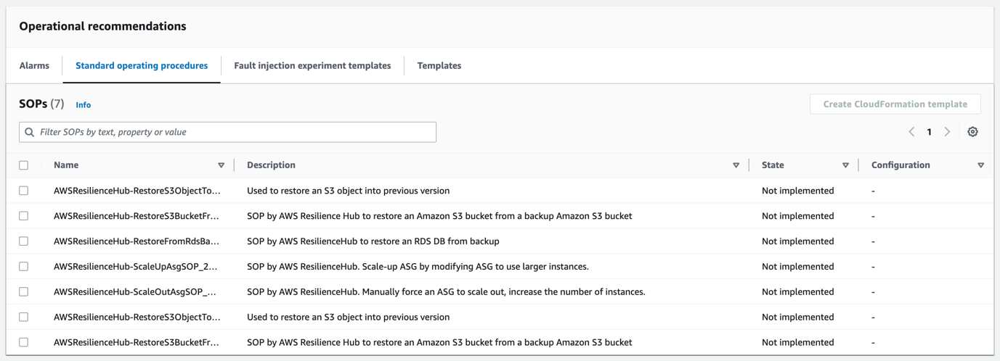 Operational recommendations
Alarms Standard operating procedures Fault injection experiment templates Templates
SOPs (7) Info Create CloudFormation template
Filter SOPs by text, property or value 1
Name Description State Configuration
AWSResilienceHub-RestoreS3ObjectTo... Used to restore an S3 object into previous version Not implemented -
AWSResilienceHub-RestoreS3BucketFr... SOP by AWS Resilience Hub to restore an Amazon S3 bucket from a backup Amazon S3 bucket Not implemented -
AWSResilienceHub-RestoreFromRdsBa... SOP by AWS ResilienceHub to restore an RDS DB from backup Not implemented -
AWSResilienceHub-ScaleUpAsgSOP_2... SOP by AWS ResilienceHub. Scale-up ASG by modifying ASG to use larger instances. Not implemented -
AWSResilienceHub-ScaleOutAsgSOP_... SOP by AWS ResilienceHub. Manually force an ASG to scale out, increase the number of instances. Not implemented -
AWSResilienceHub-RestoreS3ObjectTo... Used to restore an S3 object into previous version Not implemented -
AWSResilienceHub-RestoreS3BucketFr... SOP by AWS Resilience Hub to restore an Amazon S3 bucket from a backup Amazon S3 bucket Not implemented -